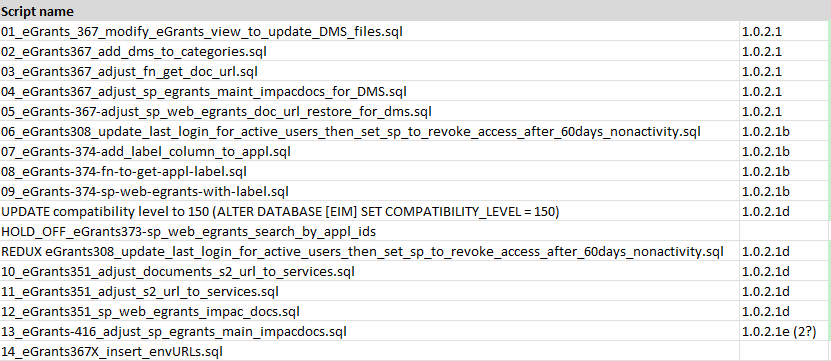 Script name
01_eGrants_367_modify_eGrants_view_to_update_DMS_files.sql 1.0.2.1
02_eGrants367_add_dms_to_categories.sql 1.0.2.1
03_eGrants367_adjust_fn_get_doc_url.sql 1.0.2.1
04_eGrants367_adjust_sp_egrants_maint_impacdocs_for_DMS.sql 1.0.2.1
05_eGrants-367-adjust_sp_web_egrants_doc_url_restore_for_dms.sql 1.0.2.1
06_eGrants308_update_last_login_for_active_users_then_set_sp_to_revoke_access_after_60days_nonactivity.sql 1.0.2.1b
07_eGrants-374-add_label_column_to_appl.sql 1.0.2.1b
08_eGrants-374-fn-to-get-appl-label.sql 1.0.2.1b
09_eGrants-374-sp-web-egrants-with-label.sql 1.0.2.1b
UPDATE compatibility level to 150 (ALTER DATABASE [EIM] SET COMPATIBILITY_LEVEL = 150) 1.0.2.1d
HOLD_OFF_eGrants373-sp_web_egrants_search_by_appl_ids
REDUX eGrants308_update_last_login_for_active_users_then_set_sp_to_revoke_access_after_60days_nonactivity.sql 1.0.2.1d
10_eGrants351_adjust_documents_s2_url_to_services.sql 1.0.2.1d
11_eGrants351_adjust_s2_url_to_services.sql 1.0.2.1d
12_eGrants351_sp_web_egrants_impac_docs.sql 1.0.2.1d
13_eGrants-416_adjust_sp_egrants_main_impacdocs.sql 1.0.2.1e (2?)
14_eGrants367X_insert_envURLs.sql